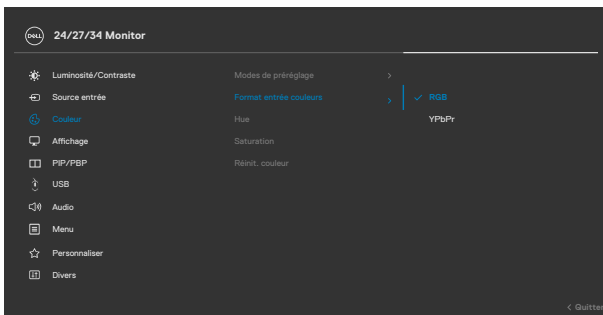 DELL 24/27/34 Monitor
Luminosité/Contraste Modes de préréglage >
Source entrée Format entrée couleurs > ✓ RGB
Couleur Hue YPbPr
Affichage Saturation
PIP/PBP Réinit. couleur
USB
Audio
Menu
Personnaliser
Divers
< Quitter